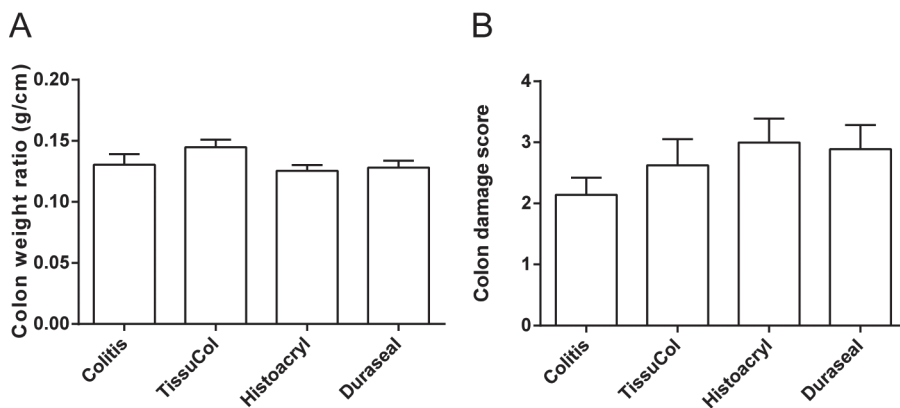 A
Colon weight ratio (g/cm)
0.20
0.15
0.10
0.05
0.00
Colitis
TissuCol
Histoacryl
Duraseal
B
Colon damage score
4
3
2
1
0
Colitis
TissuCol
Histoacryl
Duraseal